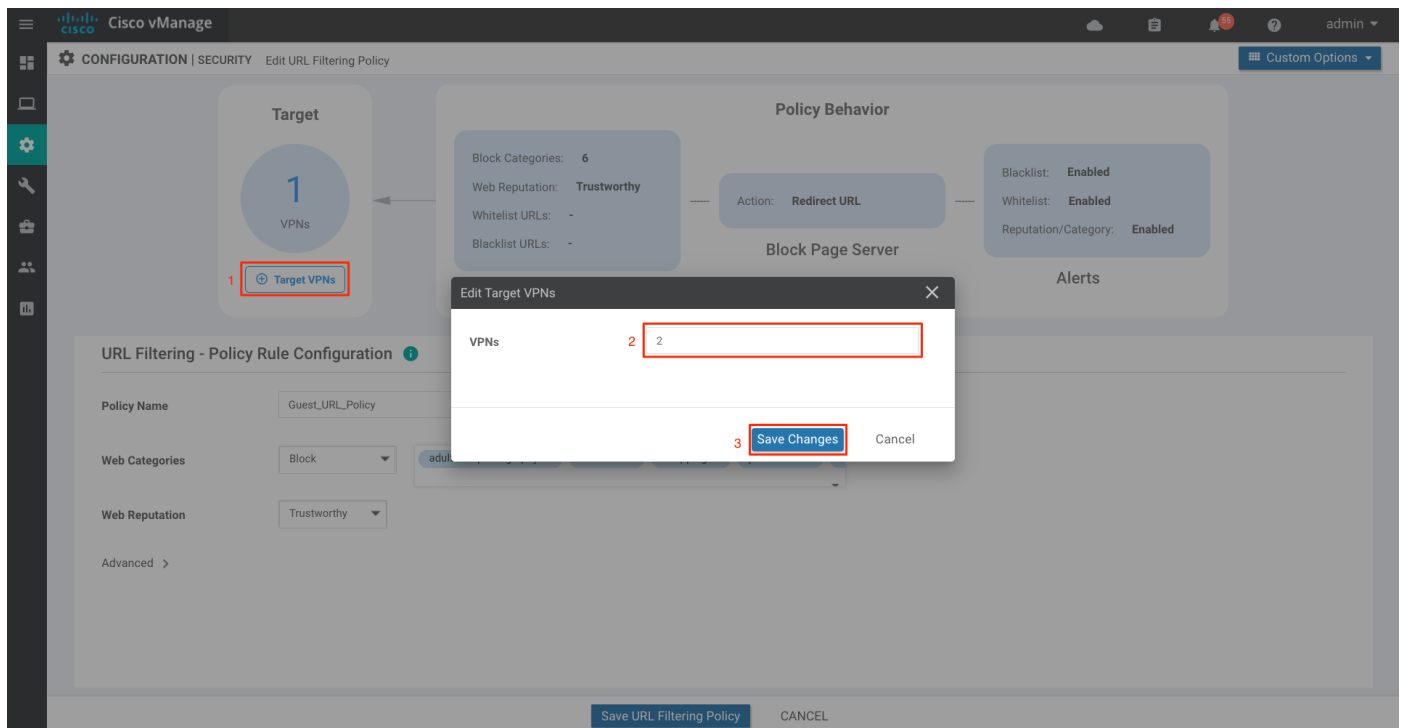 cisco
Cisco vManage
55
admin
CONFIGURATION | SECURITY Edit URL Filtering Policy
Custom Options
Target
1
VPNs
1
Target VPNs
Policy Behavior
Block Categories: 6
Web Reputation: Trustworthy
Whitelist URLs: -
Blacklist URLs: -
Action: Redirect URL
Block Page Server
Blacklist: Enabled
Whitelist: Enabled
Reputation/Category: Enabled
Alerts
Edit Target VPNs
VPNs
2
2
3
Save Changes
Cancel
URL Filtering - Policy Rule Configuration
Policy Name
Guest_URL_Policy
Web Categories
Block
Web Reputation
Trustworthy
Advanced
Save URL Filtering Policy
CANCEL